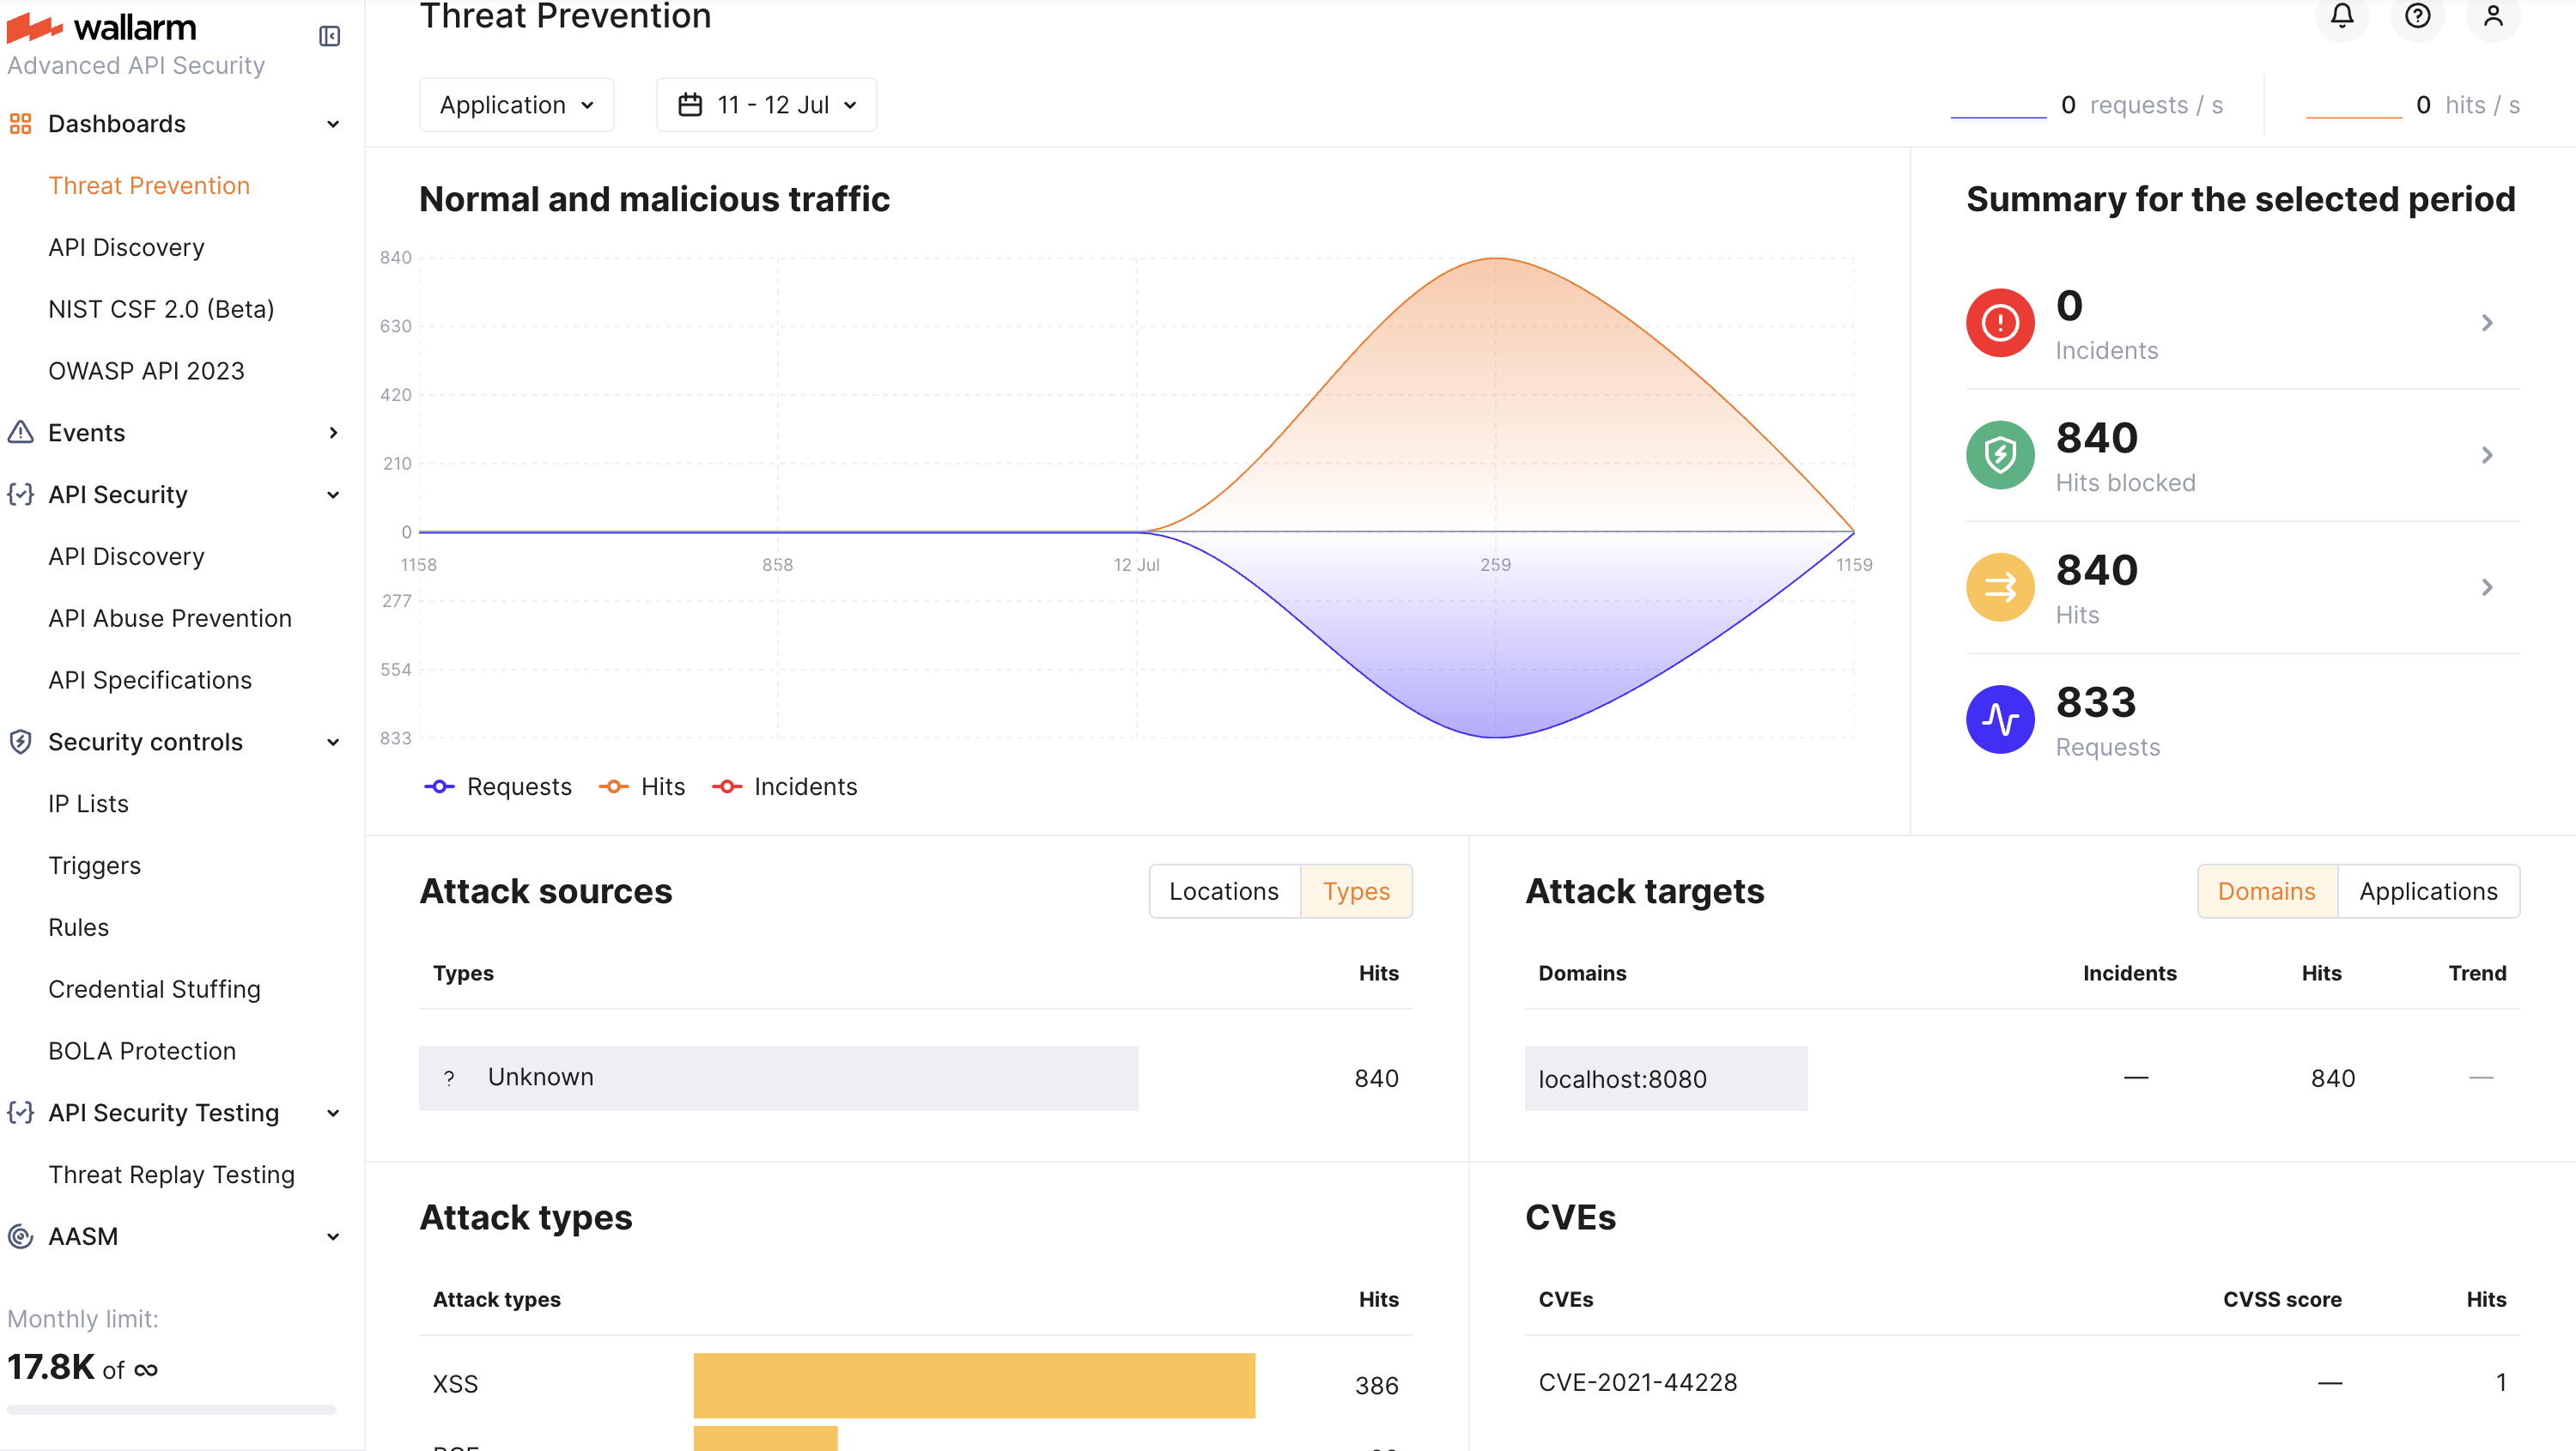 wallarm
Advanced API Security
Dashboards
Threat Prevention
API Discovery
NIST CSF 2.0 (Beta)
OWASP API 2023
Events
API Security
API Discovery
API Abuse Prevention
API Specifications
Security controls
IP Lists
Triggers
Rules
Credential Stuffing
BOLA Protection
API Security Testing
Threat Replay Testing
AASM
Monthly limit:
17.8K of ∞
Threat Prevention
Application
11 - 12 Jul
0 requests / s
0 hits / s
Normal and malicious traffic
840
630
420
210
0
1158 858 12 Jul 259 1159
277
554
833
Requests Hits Incidents
Summary for the selected period
0
Incidents
840
Hits blocked
840
Hits
833
Requests
Attack sources
Locations Types
Types Hits
? Unknown 840
Attack targets
Domains Applications
Domains Incidents Hits Trend
localhost:8080 — 840 —
Attack types
Attack types Hits
XSS 386
CVEs
CVEs CVSS score Hits
CVE-2021-44228 — 1